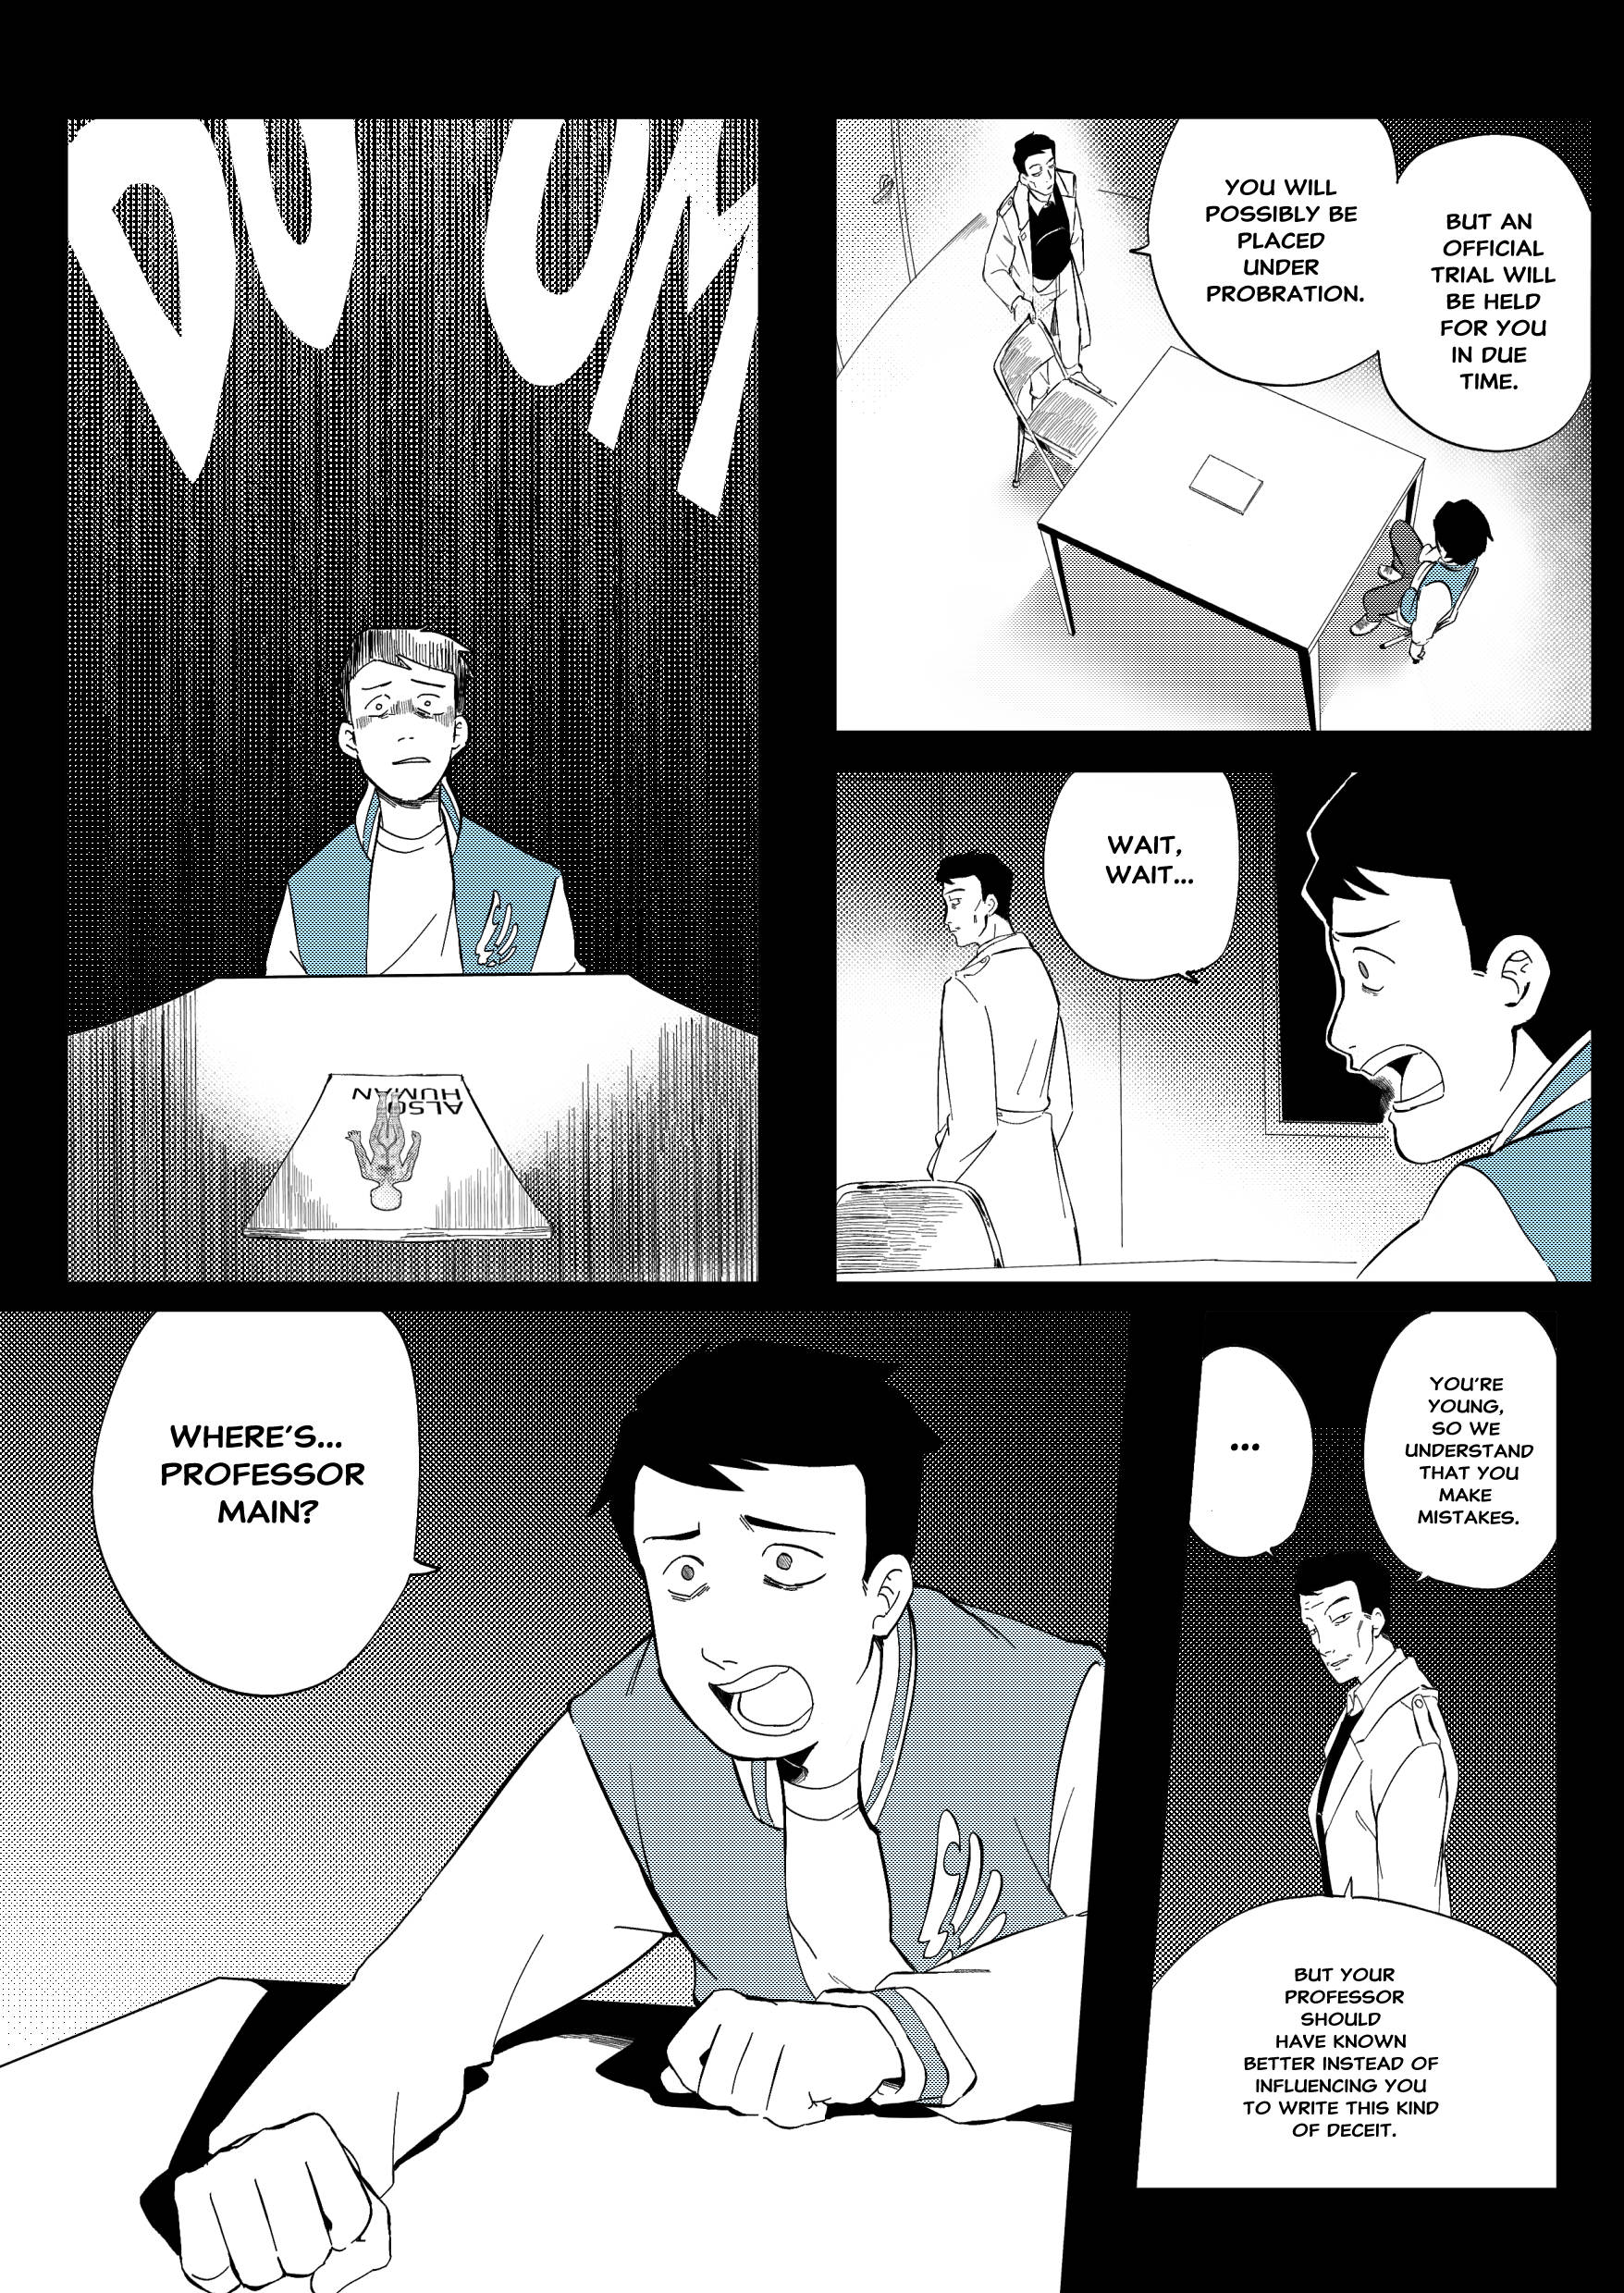 BUT AN
OFFICIAL
TRIAL WILL
BE HELD
FOR YOU
IN DUE
TIME.
YOU WILL
POSSIBLY BE
PLACED
UNDER
PROBRATION.
WAIT,
WAIT...
DOOM
ALSO
HUMAN
YOU'RE
YOUNG,
SO WE
UNDERSTAND
THAT YOU
MAKE
MISTAKES.
...
BUT YOUR
PROFESSOR
SHOULD
HAVE KNOWN
BETTER INSTEAD OF
INFLUENCING YOU
TO WRITE THIS KIND
OF DECEIT.
WHERE'S...
PROFESSOR
MAIN?